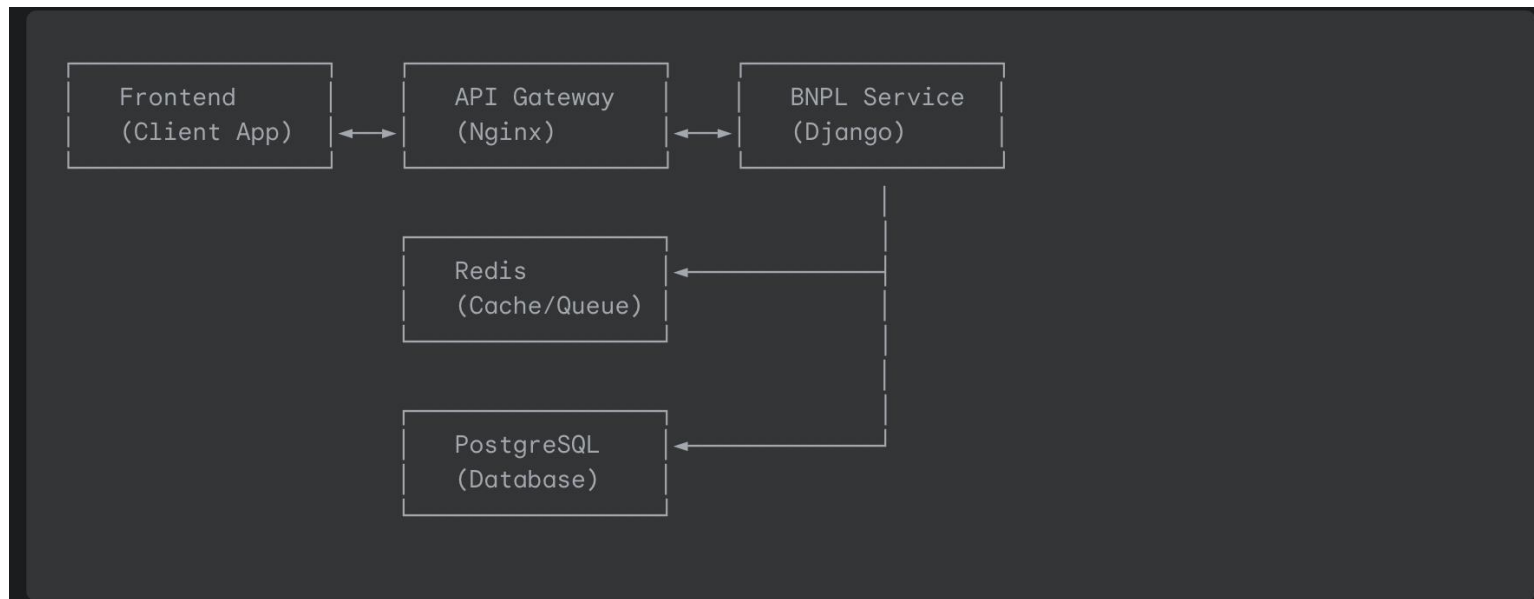 Frontend
(Client App)
API Gateway
(Nginx)
BNPL Service
(Django)
Redis
(Cache/Queue)
PostgreSQL
(Database)